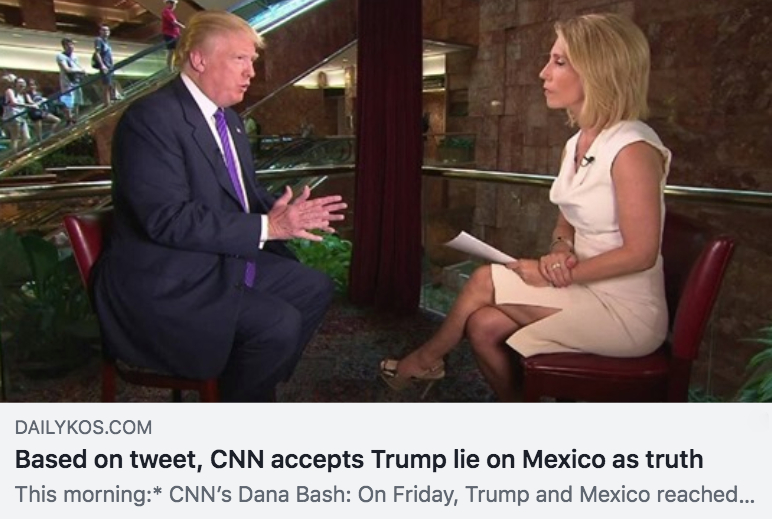 DAILYKOS.COM
Based on tweet, CNN accepts Trump lie on Mexico as truth
This morning:* CNN’s Dana Bash: On Friday, Trump and Mexico reached...